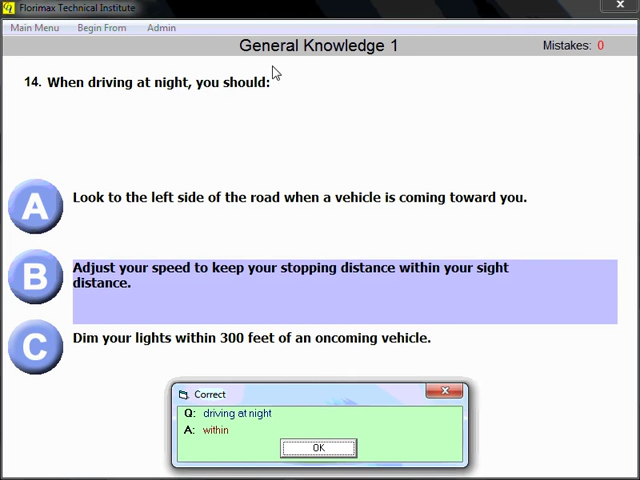 Florimax Technical Institute
Main Menu Begin From Admin
General Knowledge 1 Mistakes: 0
14. When driving at night, you should:
A Look to the left side of the road when a vehicle is coming toward you.
B Adjust your speed to keep your stopping distance within your sight
distance.
C Dim your lights within 300 feet of an oncoming vehicle.
Correct
Q: driving at night
A: within
OK